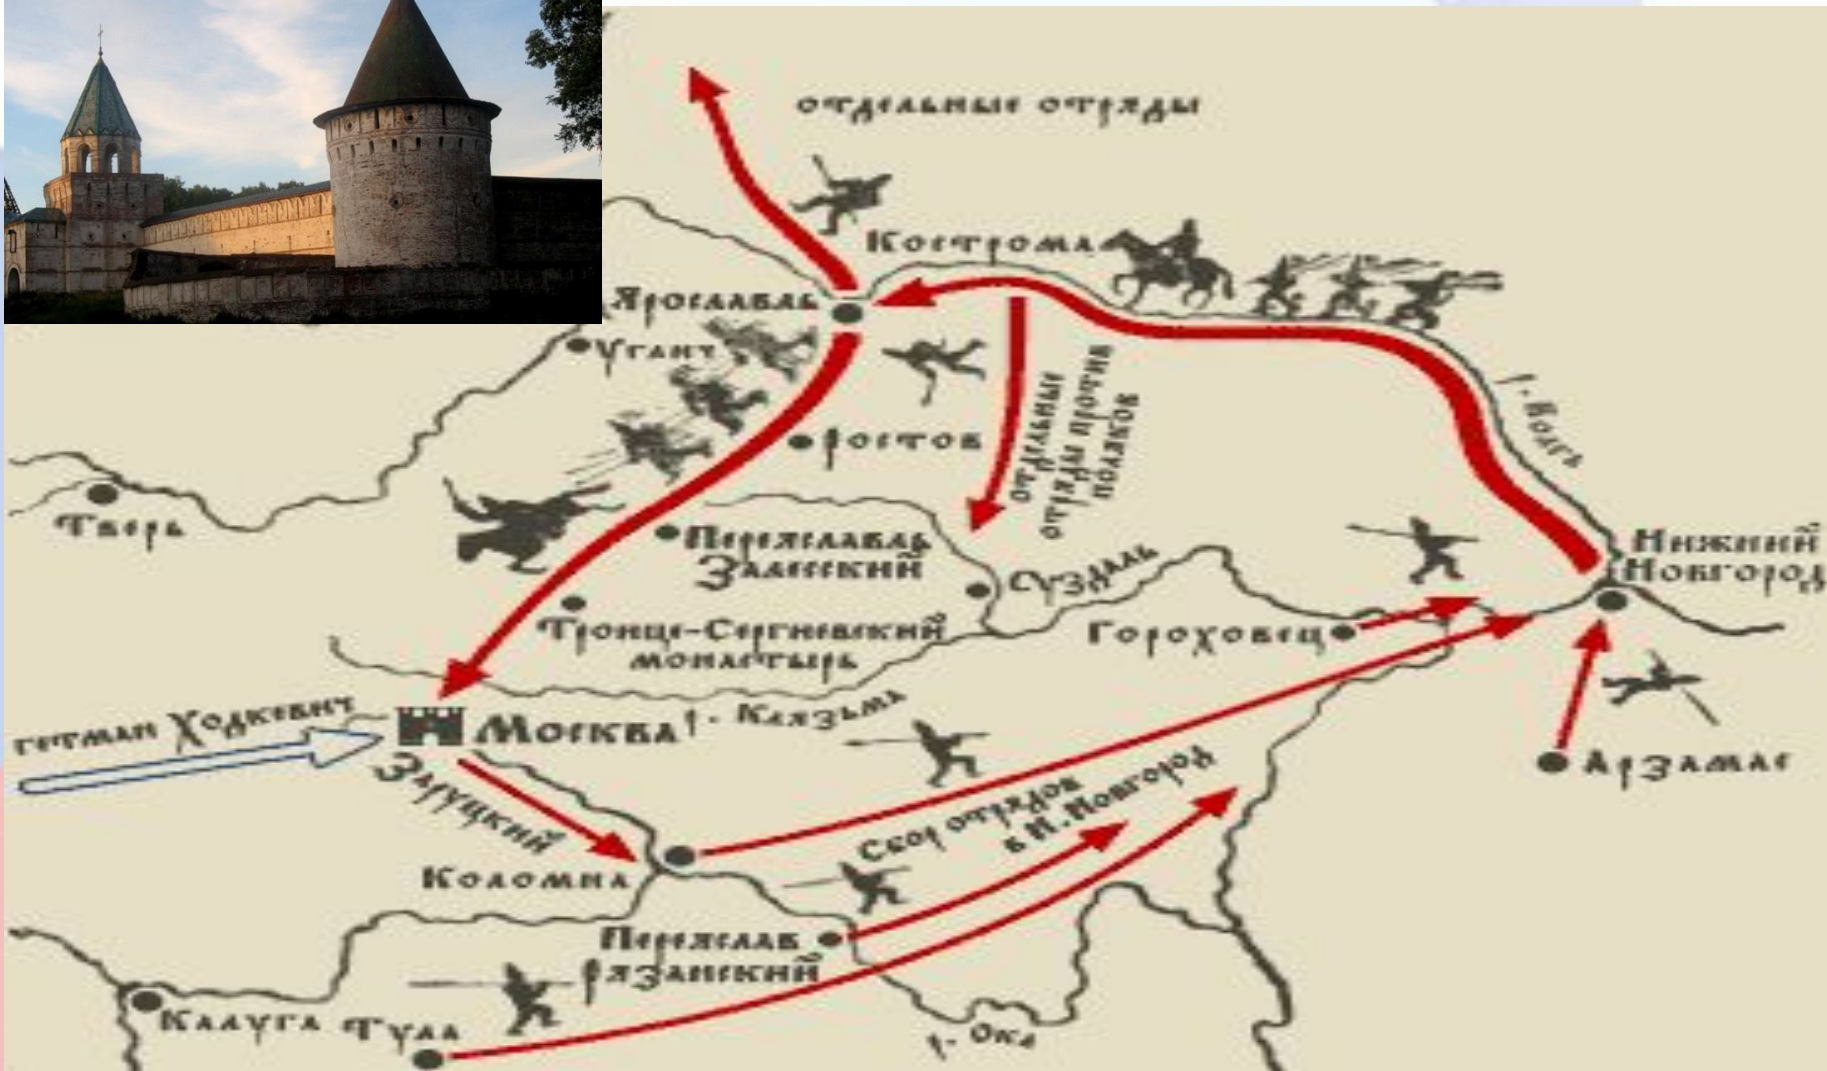 отдельные отряды
Кострома
Ярославль
Углич
отдельные
отряды против
поляков
р. Волга
Ростов
Тверь
Переяславль
Залесский
Суздаль
Нижний
Новгород
Троице-Сергиевский
монастырь
Гороховец
гетман Ходкевич
Москва
р. Клязьма
Заруцкий
Арзамас
Сбор отрядов
в Н. Новгород
Коломна
Переяслав
Рязанский
Калуга
Тула
р. Ока